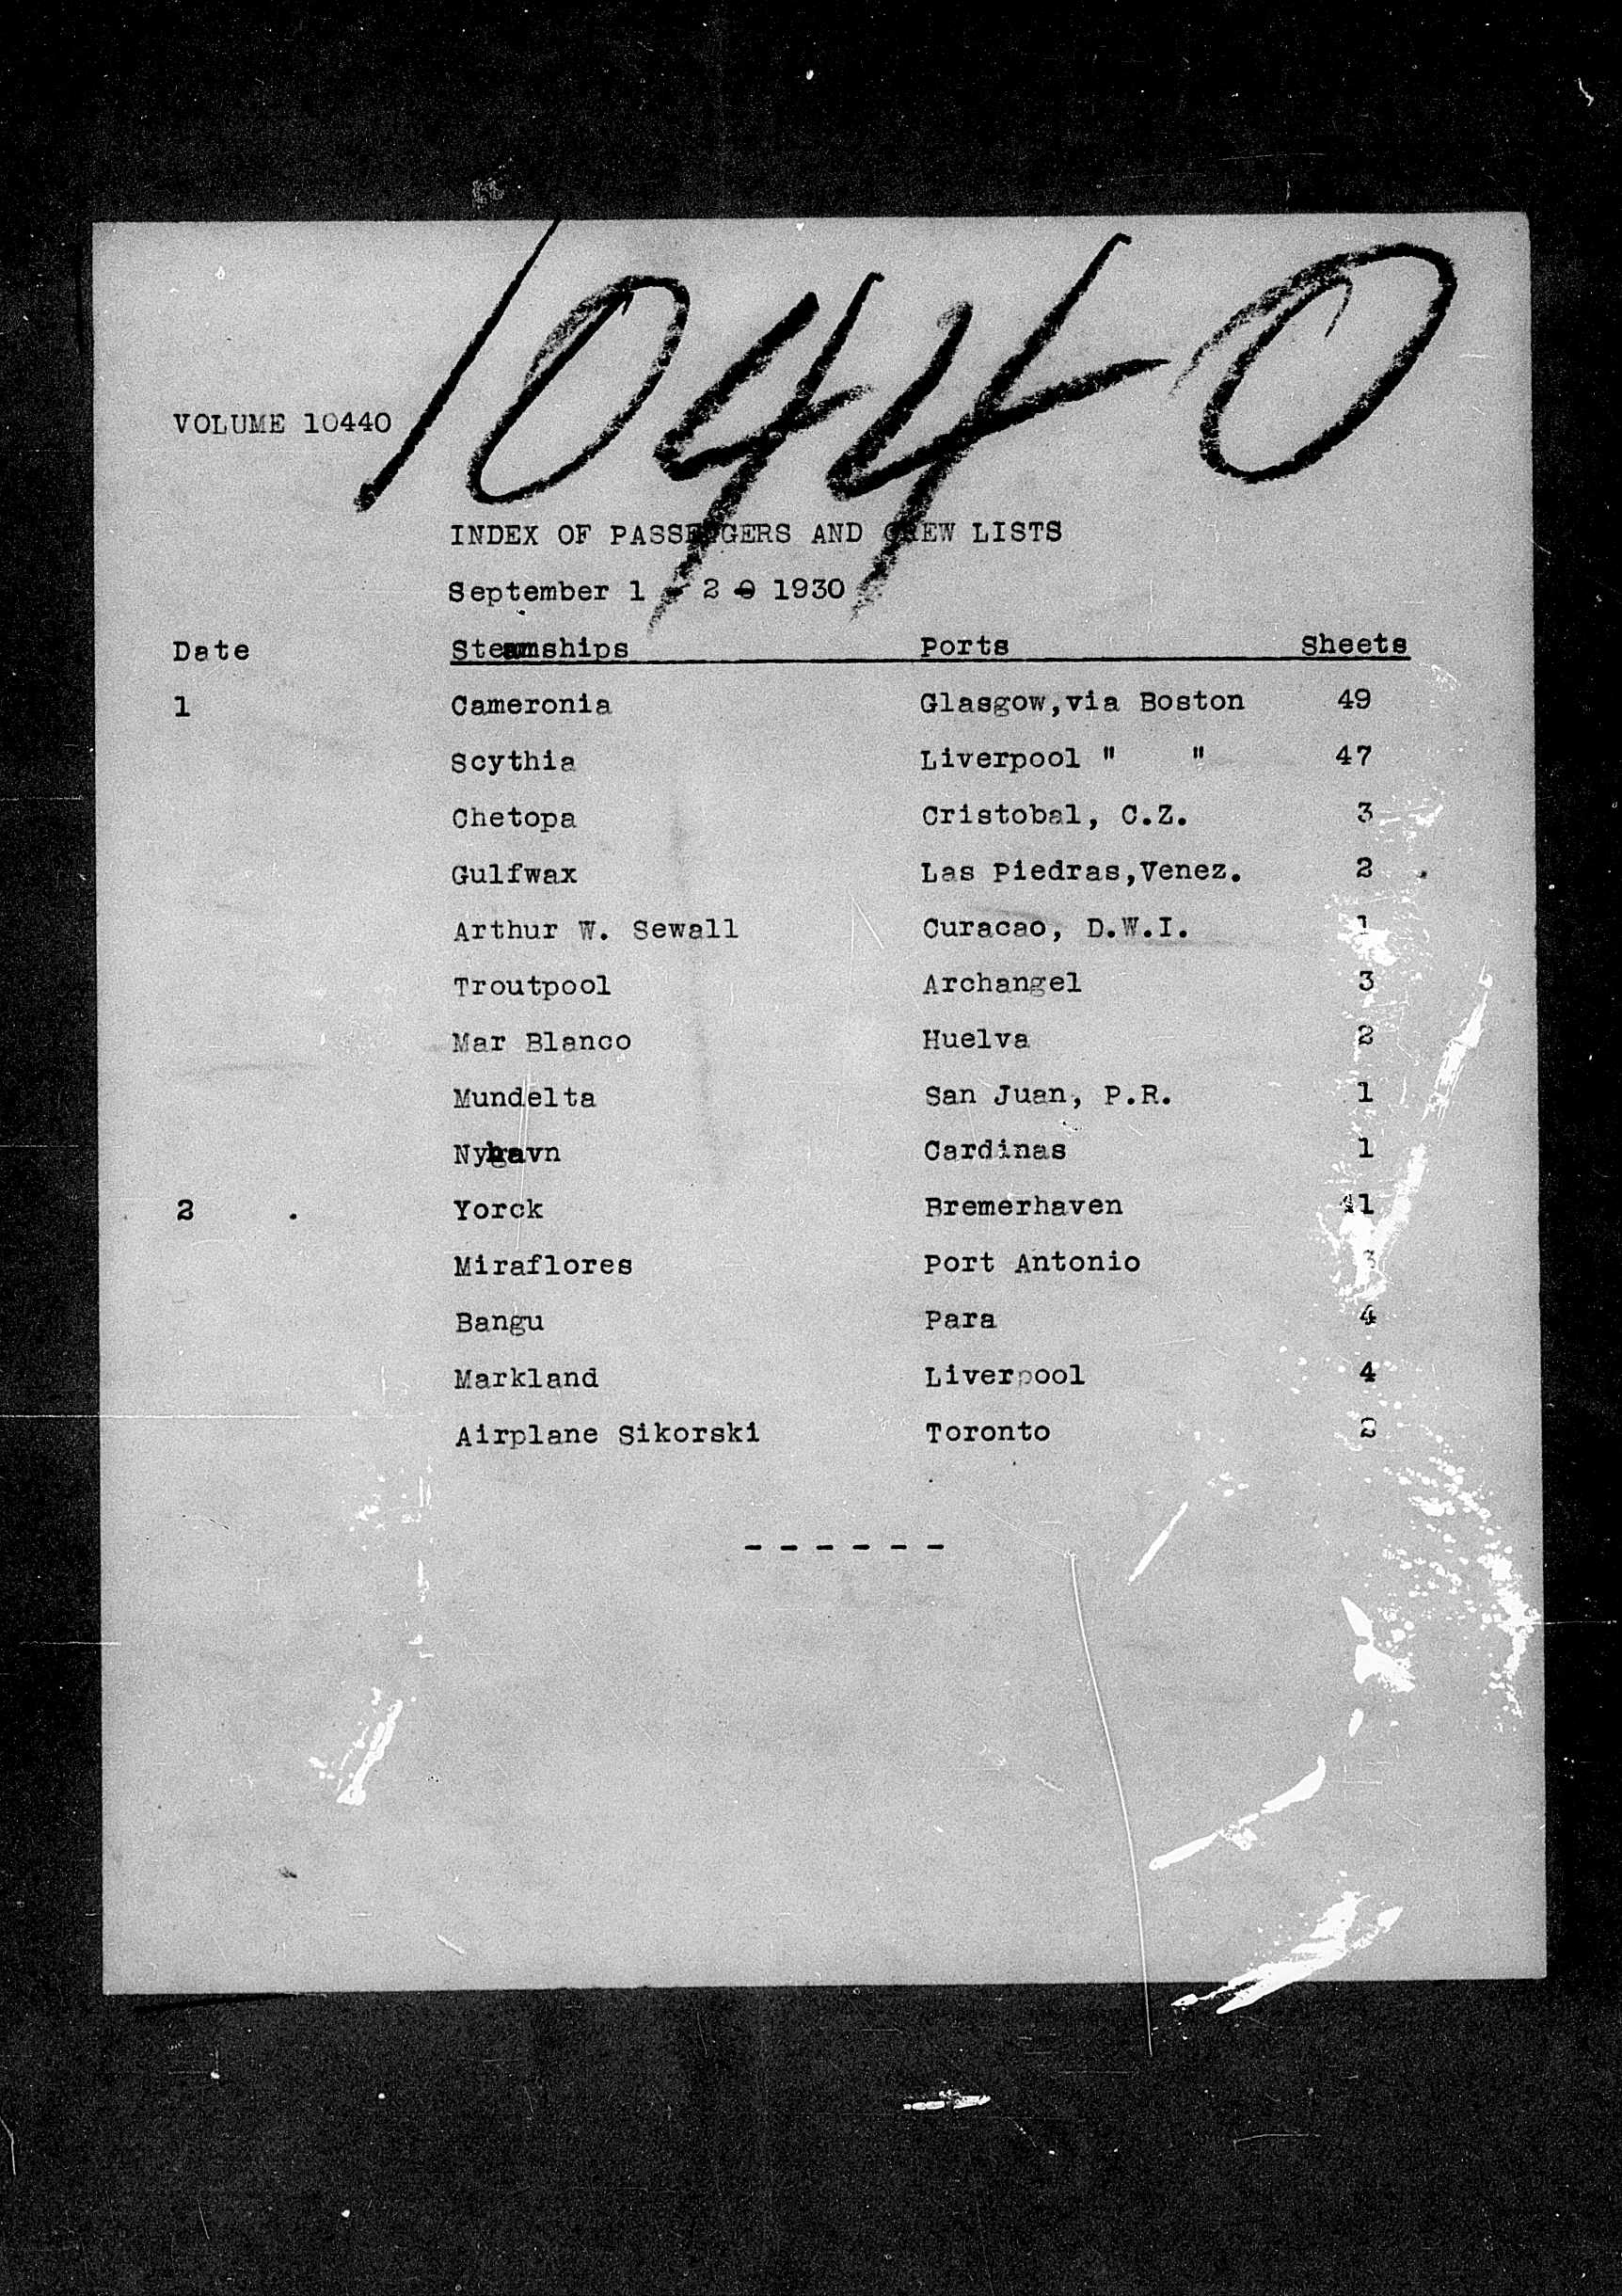 10440
VOLUME 10440
INDEX OF PASSENGERS AND CREW LISTS
September 1 - 2 1930
Date Steamships Ports Sheets
1 Cameronia Glasgow,via Boston 49
Scythia Liverpool " " 47
Chetopa Cristobal, C.Z. 3
Gulfwax Las Piedras,Venez. 2
Arthur W. Sewall Curacao, D.W.I. 1
Troutpool Archangel 3
Mar Blanco Huelva 2
Mundelta San Juan, P.R. 1
Nyhavn Cardinas 1
2 Yorck Bremerhaven
Miraflores Port Antonio
Bangu Para 4
Markland Liverpool 4
Airplane Sikorski Toronto 2
- - - - - -